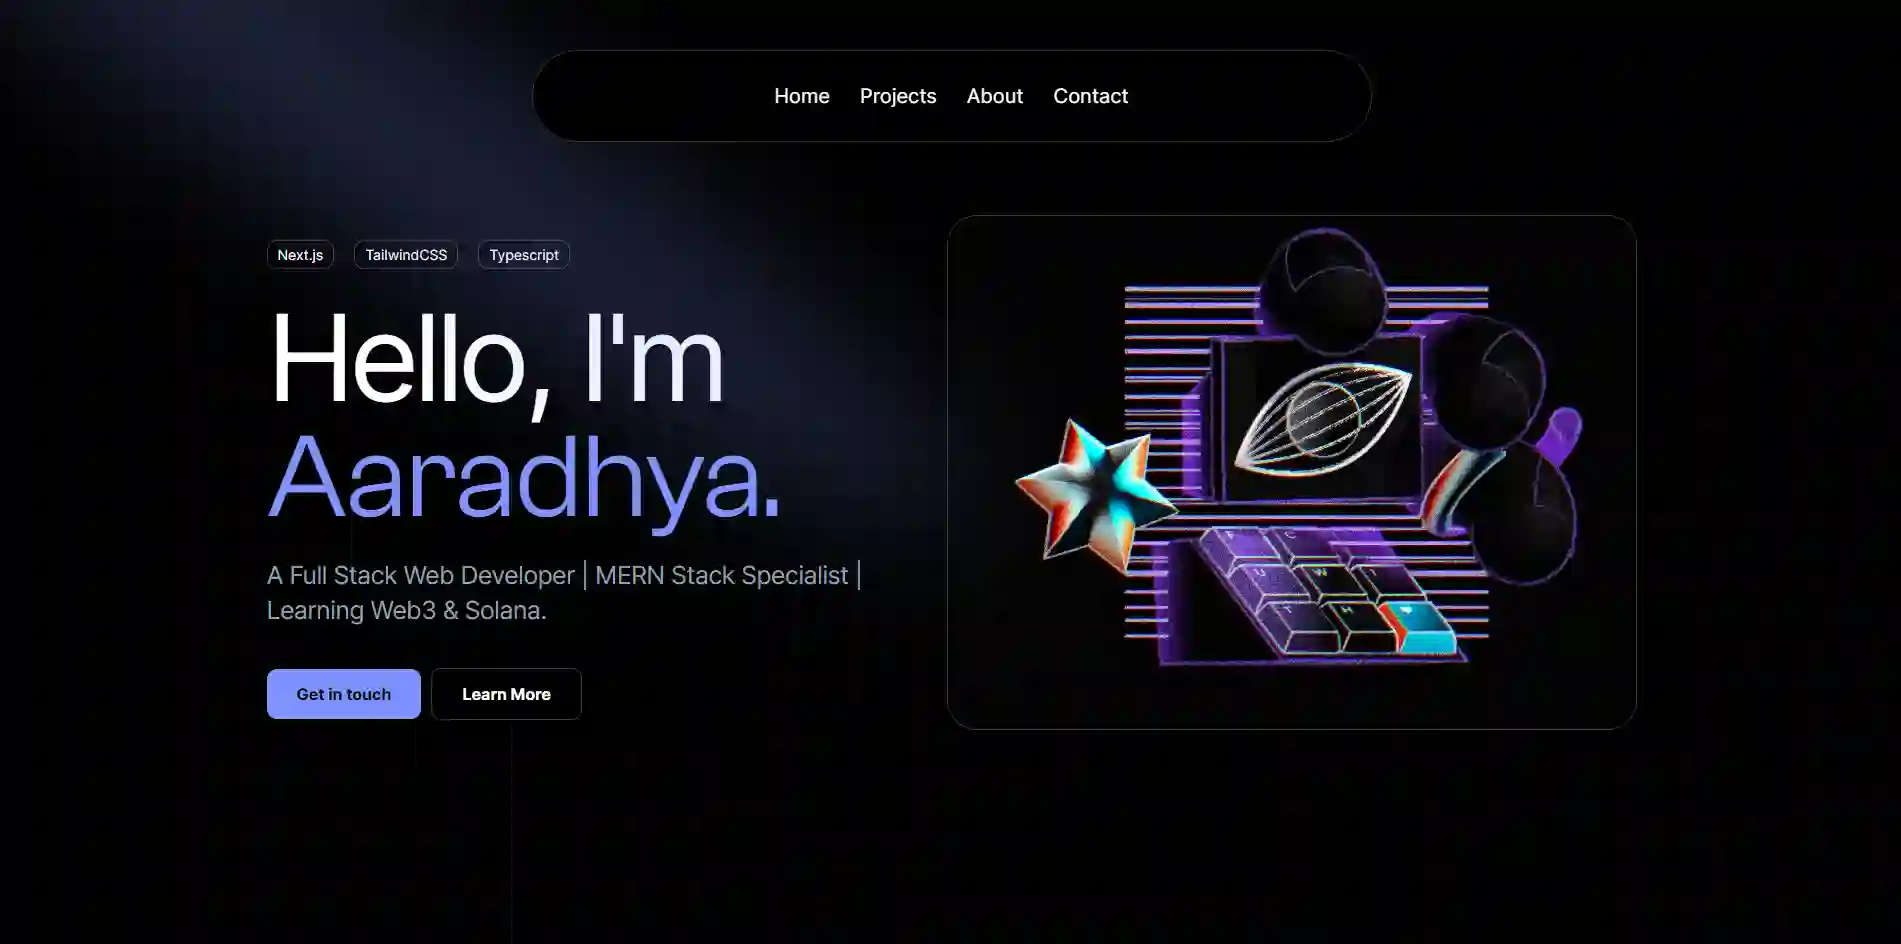 Home Projects About Contact
Next.js TailwindCSS Typescript
Hello, I'm
Aaradhya.
A Full Stack Web Developer | MERN Stack Specialist |
Learning Web3 & Solana.
Get in touch Learn More